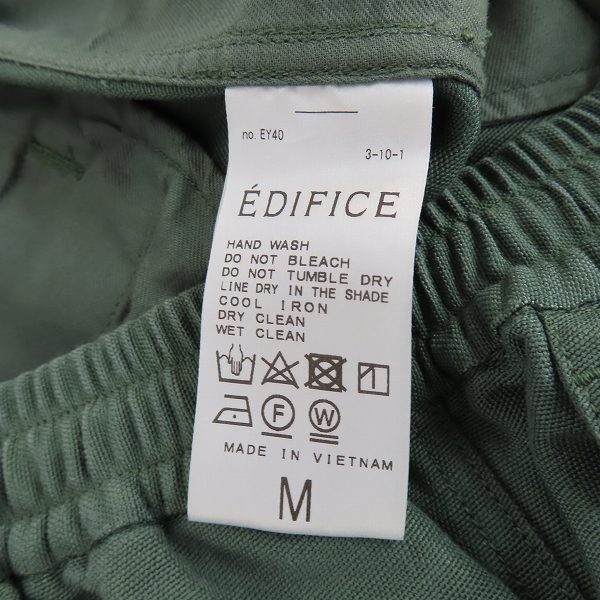 no. EY40
3-10-1
ÉDIFICE
HAND WASH
DO NOT BLEACH
DO NOT TUMBLE DRY
LINE DRY IN THE SHADE
COOL IRON
DRY CLEAN
WET CLEAN
F W
MADE IN VIETNAM
M